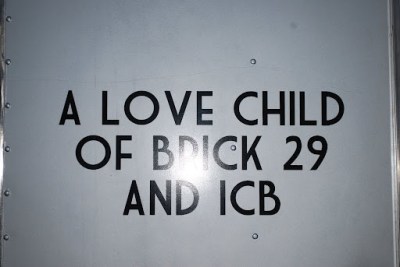 A LOVE CHILD
OF BRICK 29
AND ICB